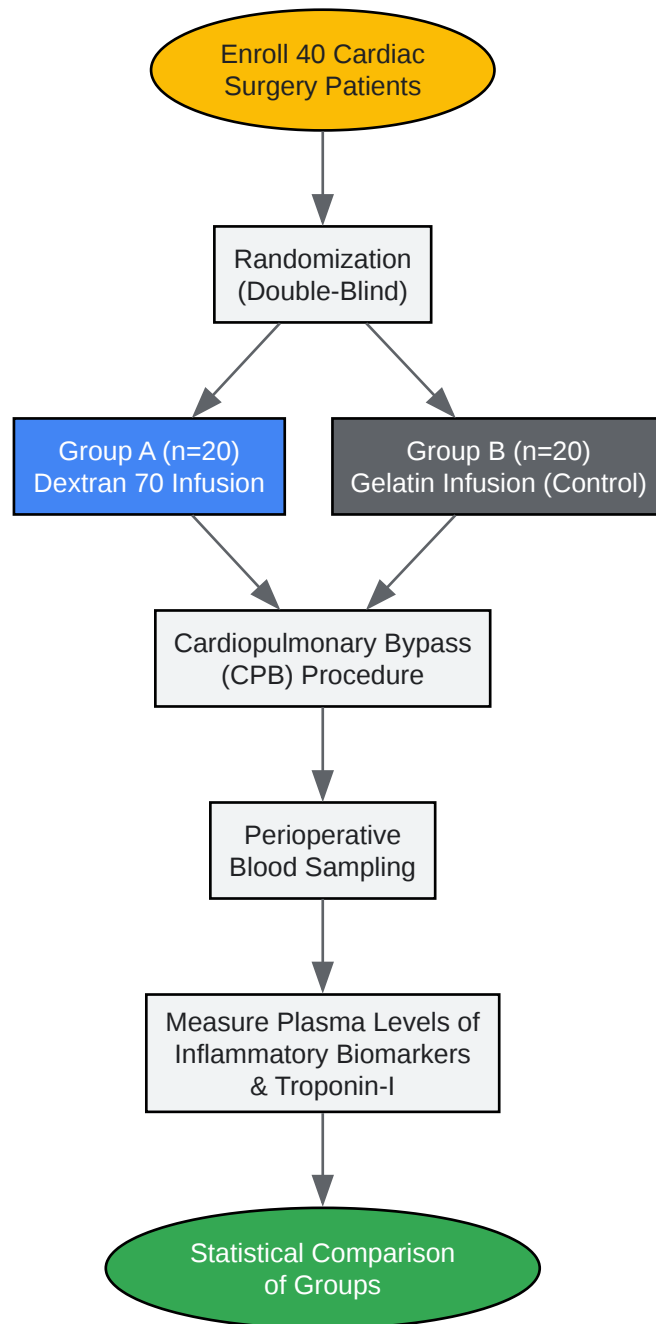 Enroll 40 Cardiac
Surgery Patients
Randomization
(Double-Blind)
Group A (n=20)
Dextran 70 Infusion
Group B (n=20)
Gelatin Infusion (Control)
Cardiopulmonary Bypass
(CPB) Procedure
Perioperative
Blood Sampling
Measure Plasma Levels of
Inflammatory Biomarkers
& Troponin-I
Statistical Comparison
of Groups